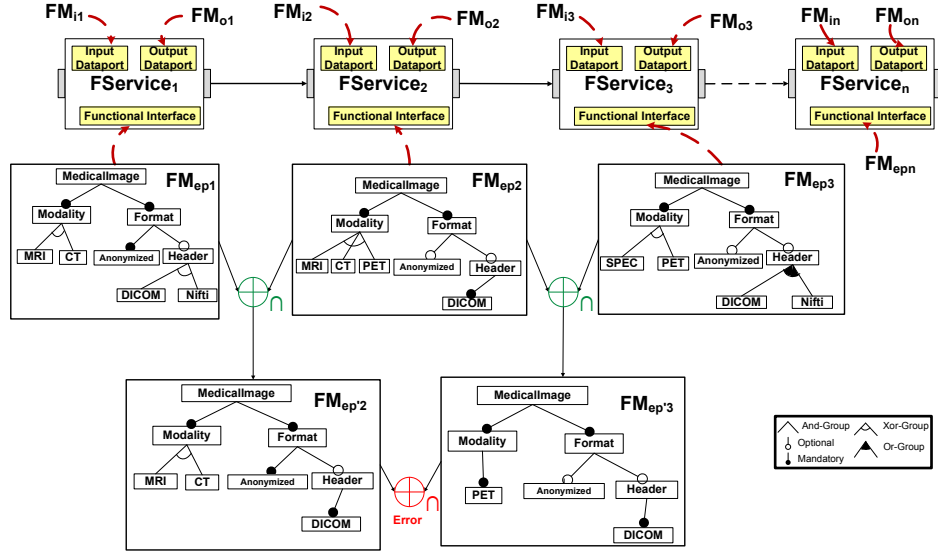 FMi1
FMo1
FMi2
FMo2
FMi3
FMo3
FMin
FMon
Input Dataport
Output Dataport
FService1
Functional Interface
Input Dataport
Output Dataport
FService2
Functional Interface
Input Dataport
Output Dataport
FService3
Functional Interface
Input Dataport
Output Dataport
FServicen
Functional Interface
FMepn
MedicalImage
FMep1
Modality
Format
MRI
CT
Anonymized
Header
DICOM
Nifti
MedicalImage
FMep2
Modality
Format
MRI
CT
PET
Anonymized
Header
DICOM
MedicalImage
FMep3
Modality
Format
SPEC
PET
Anonymized
Header
DICOM
Nifti
∩
∩
MedicalImage
FMep'2
Modality
Format
MRI
CT
Anonymized
Header
DICOM
∩
Error
MedicalImage
FMep'3
Modality
Format
PET
Anonymized
Header
DICOM
And-Group
Xor-Group
Optional
Or-Group
Mandatory